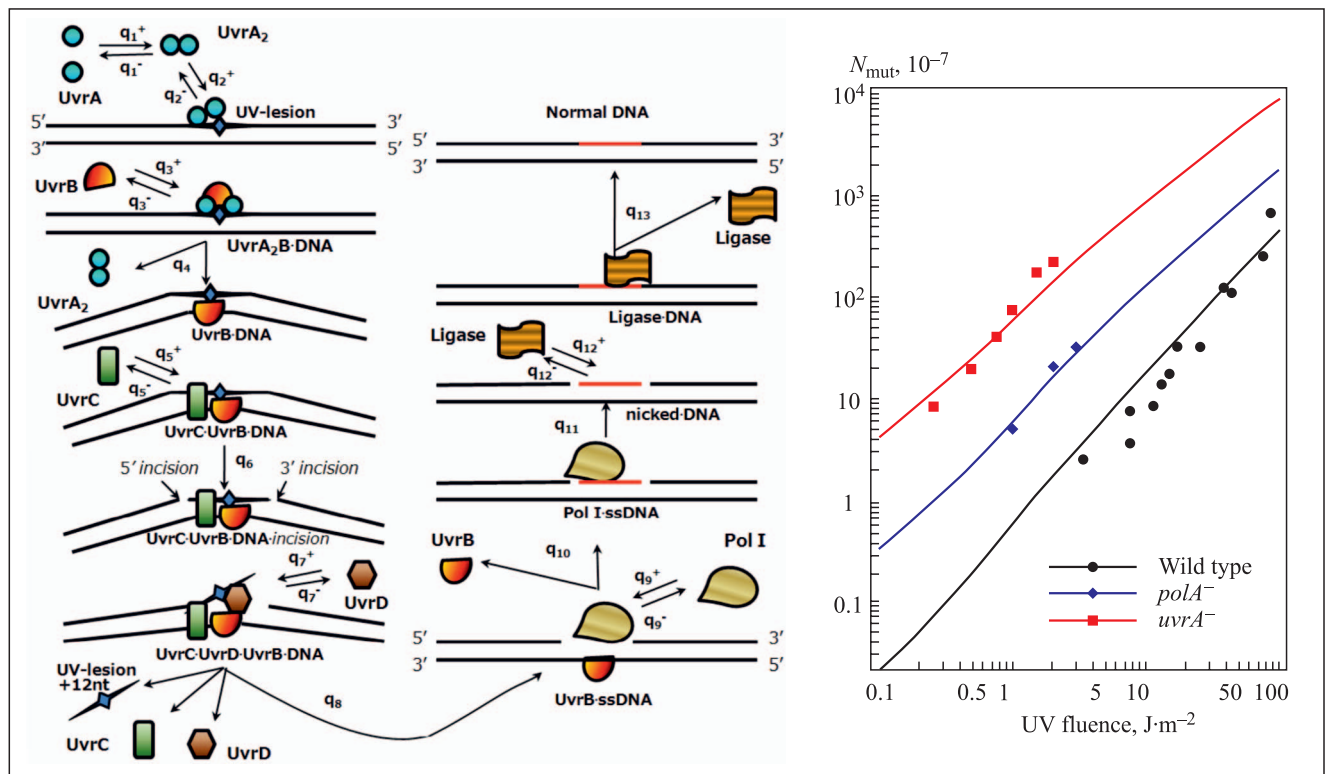 q₁⁺
q₁⁻
UvrA
UvrA₂
q₂⁺
q₂⁻
UV-lesion
5′ 3′
3′ 5′
UvrB
q₃⁺
q₃⁻
UvrA₂B·DNA
q₄
UvrA₂
UvrB·DNA
q₅⁺
q₅⁻
UvrC
UvrC·UvrB·DNA
q₆
5′ incision 3′ incision
UvrC·UvrB·DNA·incision
q₇⁺
q₇⁻
UvrD
UvrC·UvrD·UvrB·DNA
UV-lesion
+12nt
UvrC
UvrD
q₈
Normal DNA
5′ 3′
3′ 5′
q₁₃
Ligase
Ligase·DNA
Ligase
q₁₂⁺
q₁₂⁻
nicked·DNA
q₁₁
Pol I·ssDNA
UvrB
q₁₀
Pol I
q₉⁺
q₉⁻
5′ 3′
3′ 5′
UvrB·ssDNA
N_mut, 10⁻⁷
10⁴
10³
10²
10
1
0.1
Wild type
polA⁻
uvrA⁻
0.1 0.5 1 5 10 50 100
UV fluence, J·m⁻²